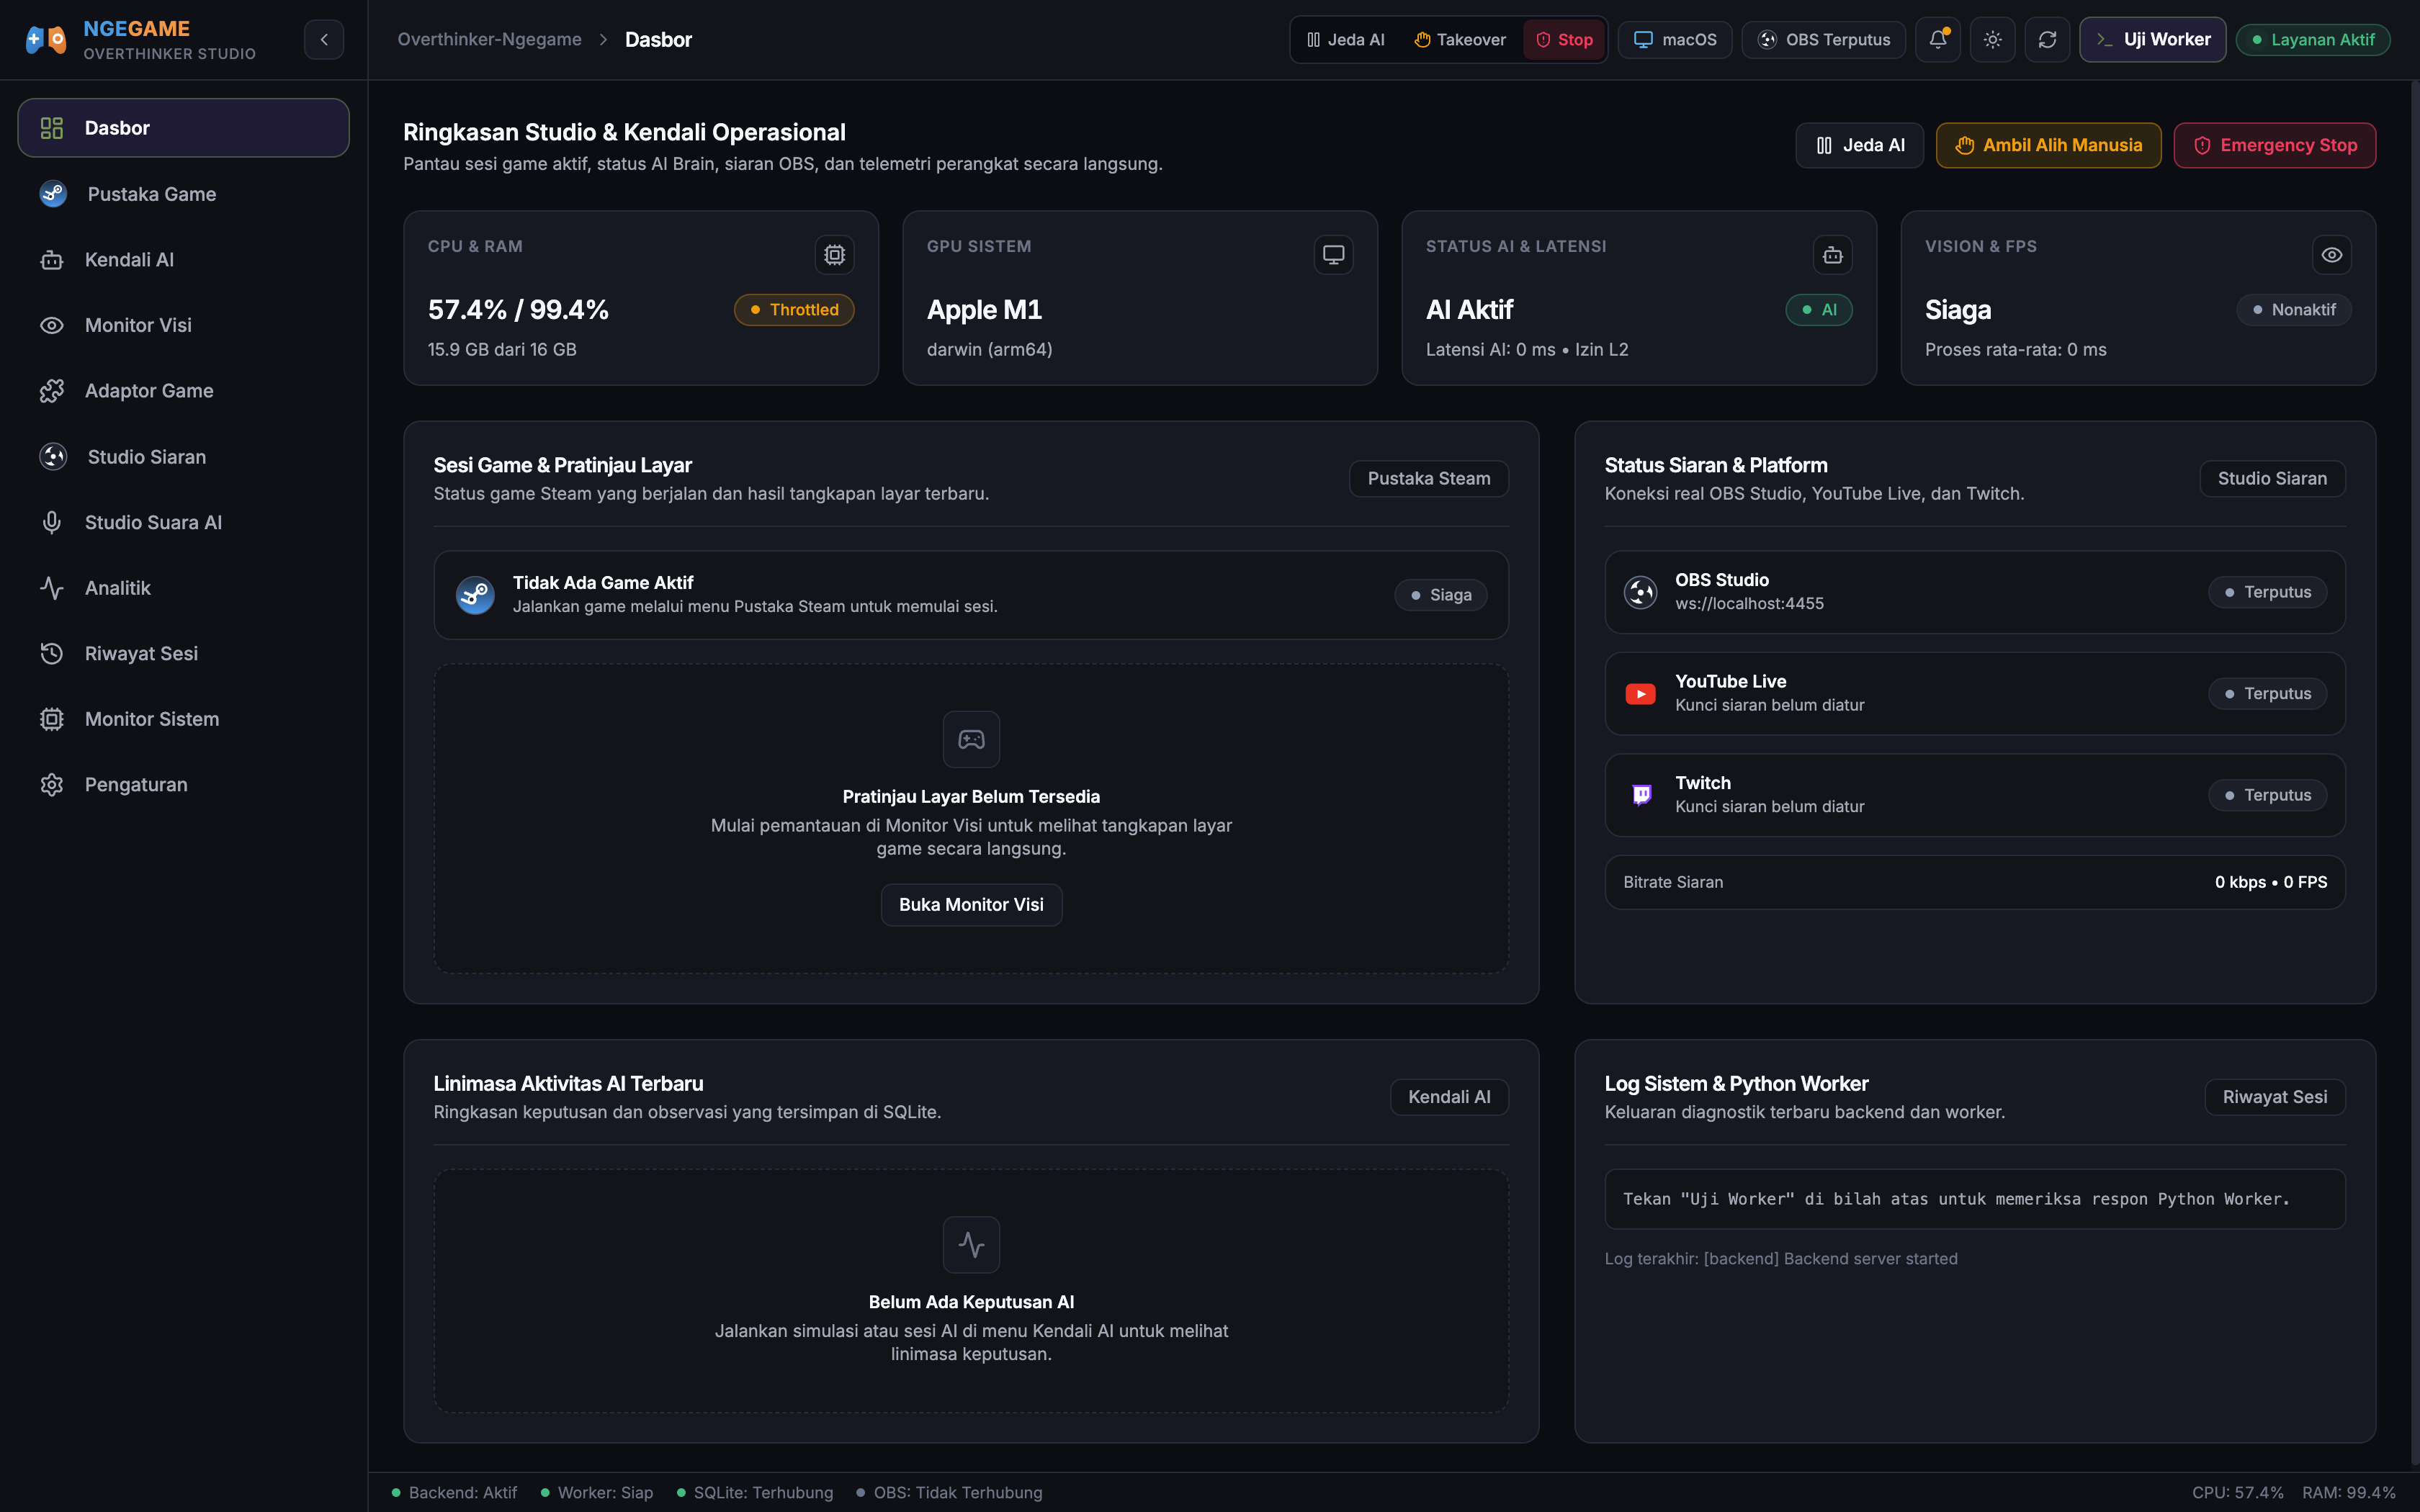 NGEGAME
OVERTHINKER STUDIO
Overthinker-Ngegame > Dasbor
Jeda AI
Takeover
Stop
macOS
OBS Terputus
Uji Worker
Layanan Aktif
Dasbor
Pustaka Game
Kendali AI
Monitor Visi
Adaptor Game
Studio Siaran
Studio Suara AI
Analitik
Riwayat Sesi
Monitor Sistem
Pengaturan
Ringkasan Studio & Kendali Operasional
Pantau sesi game aktif, status AI Brain, siaran OBS, dan telemetri perangkat secara langsung.
Jeda AI
Ambil Alih Manusia
Emergency Stop
CPU & RAM
57.4% / 99.4%
Throttled
15.9 GB dari 16 GB
GPU SISTEM
Apple M1
darwin (arm64)
STATUS AI & LATENSI
AI Aktif
AI
Latensi AI: 0 ms • Izin L2
VISION & FPS
Siaga
Nonaktif
Proses rata-rata: 0 ms
Sesi Game & Pratinjau Layar
Status game Steam yang berjalan dan hasil tangkapan layar terbaru.
Pustaka Steam
Tidak Ada Game Aktif
Jalankan game melalui menu Pustaka Steam untuk memulai sesi.
Siaga
Pratinjau Layar Belum Tersedia
Mulai pemantauan di Monitor Visi untuk melihat tangkapan layar
game secara langsung.
Buka Monitor Visi
Status Siaran & Platform
Koneksi real OBS Studio, YouTube Live, dan Twitch.
Studio Siaran
OBS Studio
ws://localhost:4455
Terputus
YouTube Live
Kunci siaran belum diatur
Terputus
Twitch
Kunci siaran belum diatur
Terputus
Bitrate Siaran
0 kbps • 0 FPS
Linimasa Aktivitas AI Terbaru
Ringkasan keputusan dan observasi yang tersimpan di SQLite.
Kendali AI
Belum Ada Keputusan AI
Jalankan simulasi atau sesi AI di menu Kendali AI untuk melihat
linimasa keputusan.
Log Sistem & Python Worker
Keluaran diagnostik terbaru backend dan worker.
Riwayat Sesi
Tekan "Uji Worker" di bilah atas untuk memeriksa respon Python Worker.
Log terakhir: [backend] Backend server started
Backend: Aktif
Worker: Siap
SQLite: Terhubung
OBS: Tidak Terhubung
CPU: 57.4%
RAM: 99.4%